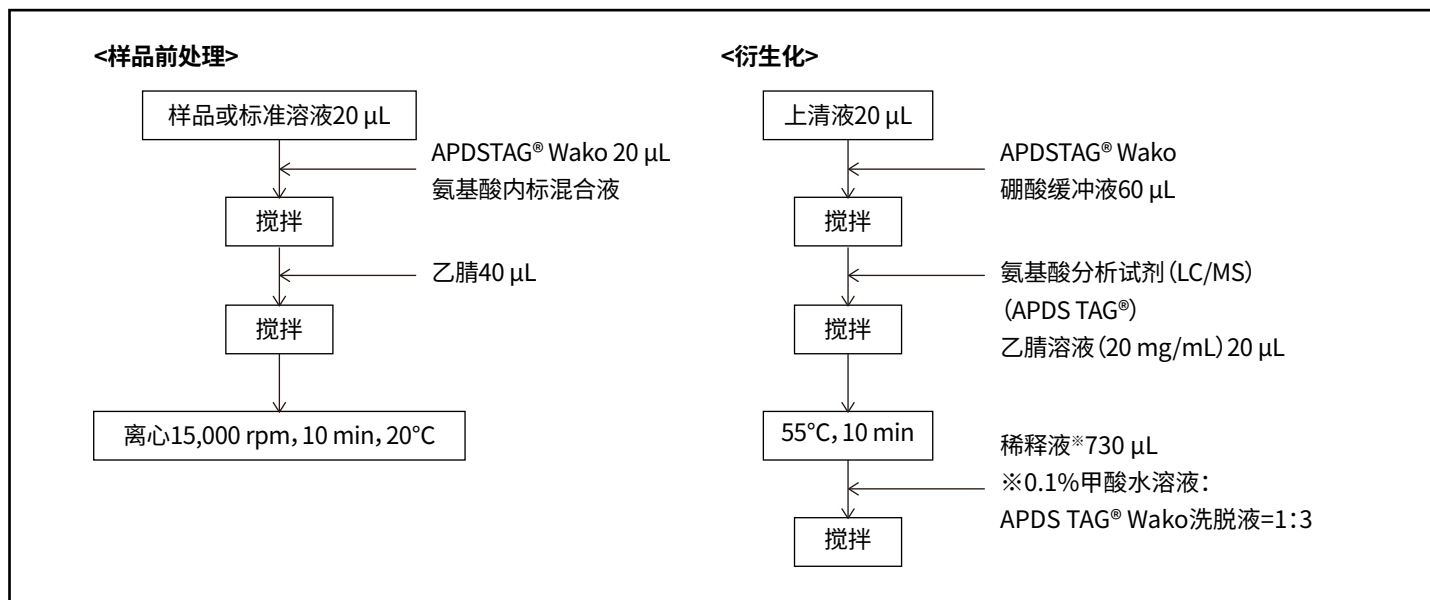 <样品前处理>
样品或标准溶液20 µL
APDSTAG® Wako 20 µL
氨基酸内标混合液
搅拌
乙腈40 µL
搅拌
离心15,000 rpm，10 min，20°C
<衍生化>
上清液20 µL
APDSTAG® Wako
硼酸缓冲液60 µL
搅拌
氨基酸分析试剂（LC/MS）
（APDS TAG®）
乙腈溶液（20 mg/mL）20 µL
搅拌
55°C，10 min
稀释液※730 µL
※0.1%甲酸水溶液：
APDS TAG® Wako洗脱液=1：3
搅拌